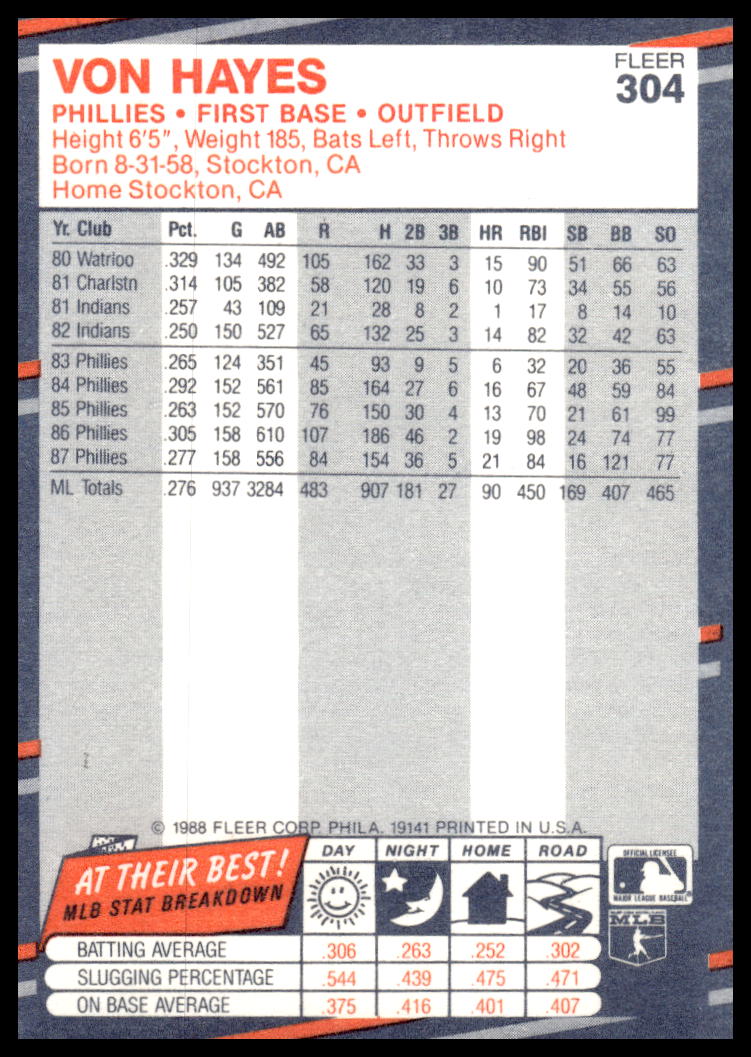 VON HAYES
FLEER
304
PHILLIES • FIRST BASE • OUTFIELD
Height 6'5", Weight 185, Bats Left, Throws Right
Born 8-31-58, Stockton, CA
Home Stockton, CA
Yr. Club Pct. G AB R H 2B 3B HR RBI SB BB SO
80 Watrloo .329 134 492 105 162 33 3 15 90 51 66 63
81 Charlstn .314 105 382 58 120 19 6 10 73 34 55 56
81 Indians .257 43 109 21 28 8 2 1 17 8 14 10
82 Indians .250 150 527 65 132 25 3 14 82 32 42 63
83 Phillies .265 124 351 45 93 9 5 6 32 20 36 55
84 Phillies .292 152 561 85 164 27 6 16 67 48 59 84
85 Phillies .263 152 570 76 150 30 4 13 70 21 61 99
86 Phillies .305 158 610 107 186 46 2 19 98 24 74 77
87 Phillies .277 158 556 84 154 36 5 21 84 16 121 77
ML Totals .276 937 3284 483 907 181 27 90 450 169 407 465
© 1988 FLEER CORP. PHILA. 19141 PRINTED IN U.S.A.
AT THEIR BEST!
MLB STAT BREAKDOWN
DAY NIGHT HOME ROAD
BATTING AVERAGE .306 .263 .252 .302
SLUGGING PERCENTAGE .544 .439 .475 .471
ON BASE AVERAGE .375 .416 .401 .407
OFFICIAL LICENSEE
MAJOR LEAGUE BASEBALL
MLB